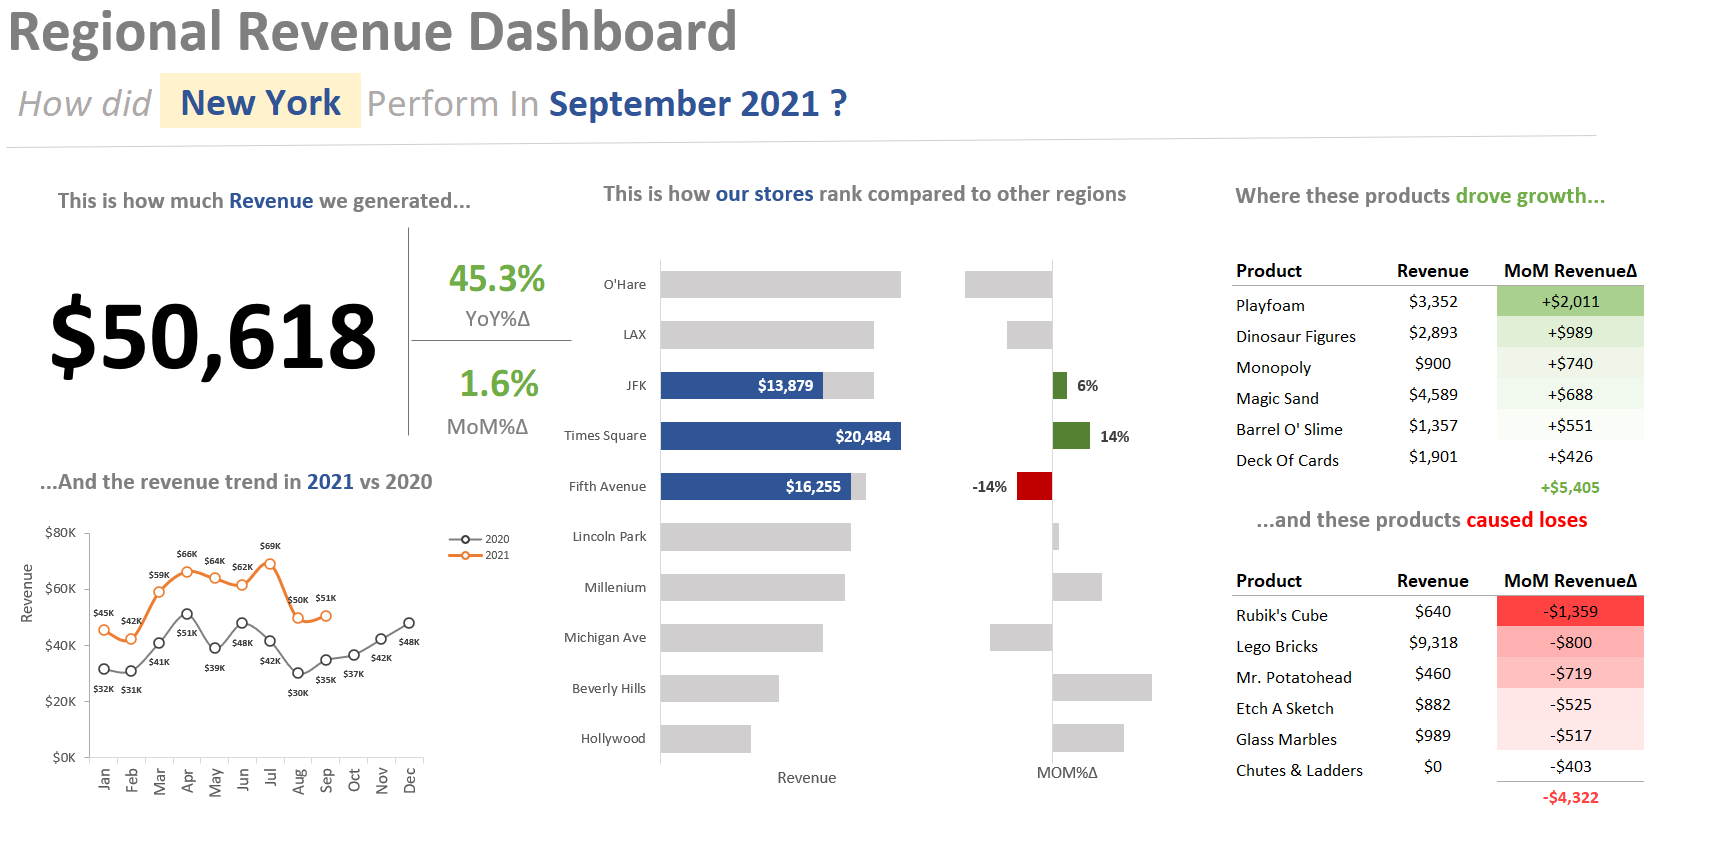 Regional Revenue Dashboard
How did New York Perform In September 2021 ?
This is how much Revenue we generated...
$50,618
45.3%
YoY%Δ
1.6%
MoM%Δ
...And the revenue trend in 2021 vs 2020
Revenue
$80K
$60K
$40K
$20K
$0K
2020
2021
$45K
$42K
$59K
$66K
$64K
$62K
$69K
$50K
$51K
$32K
$31K
$41K
$51K
$39K
$48K
$42K
$30K
$35K
$37K
$42K
$48K
Jan
Feb
Mar
Apr
May
Jun
Jul
Aug
Sep
Oct
Nov
Dec
This is how our stores rank compared to other regions
O'Hare
LAX
JFK $13,879 6%
Times Square $20,484 14%
Fifth Avenue $16,255 -14%
Lincoln Park
Millenium
Michigan Ave
Beverly Hills
Hollywood
Revenue MOM%Δ
Where these products drove growth...
Product Revenue MoM RevenueΔ
Playfoam $3,352 +$2,011
Dinosaur Figures $2,893 +$989
Monopoly $900 +$740
Magic Sand $4,589 +$688
Barrel O' Slime $1,357 +$551
Deck Of Cards $1,901 +$426
+$5,405
...and these products caused loses
Product Revenue MoM RevenueΔ
Rubik's Cube $640 -$1,359
Lego Bricks $9,318 -$800
Mr. Potatohead $460 -$719
Etch A Sketch $882 -$525
Glass Marbles $989 -$517
Chutes & Ladders $0 -$403
-$4,322